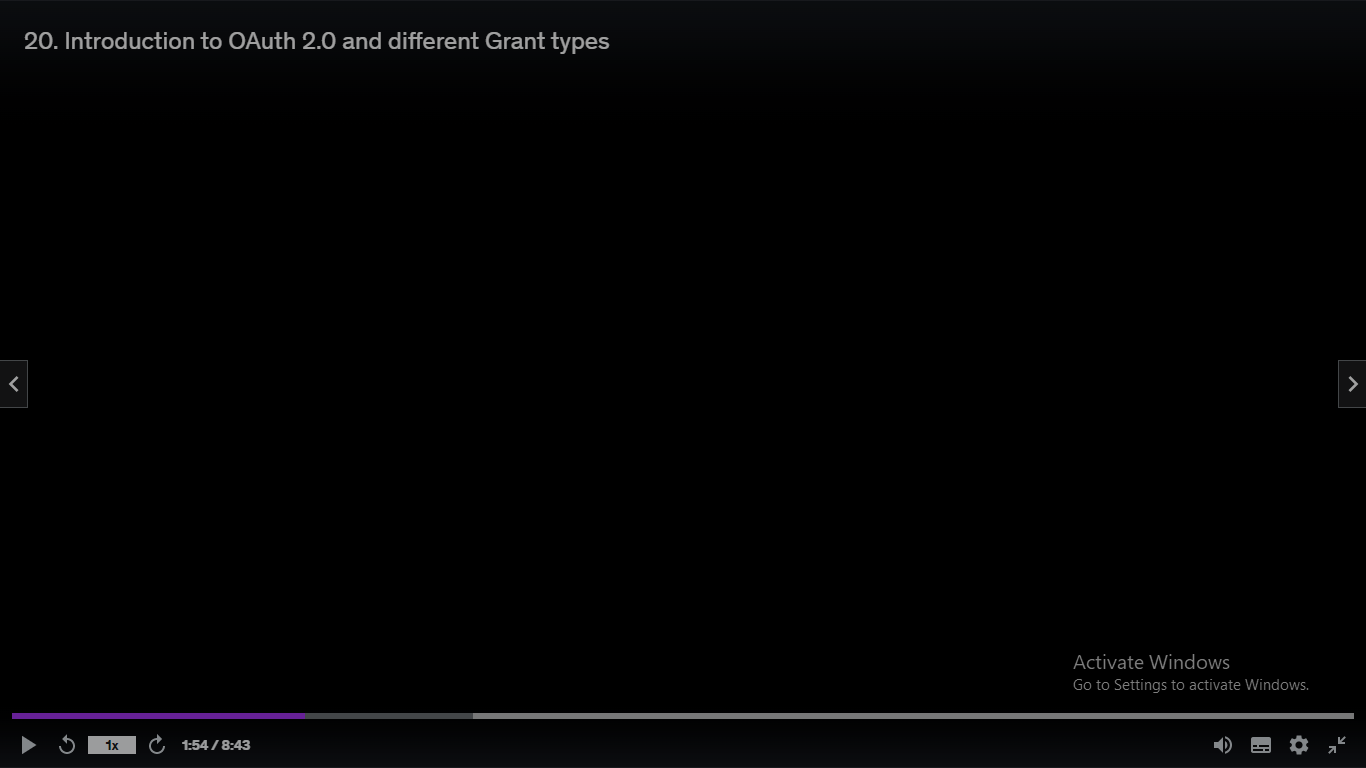 20. Introduction to OAuth 2.0 and different Grant types
Activate Windows
Go to Settings to activate Windows.
1x
1:54 / 8:43